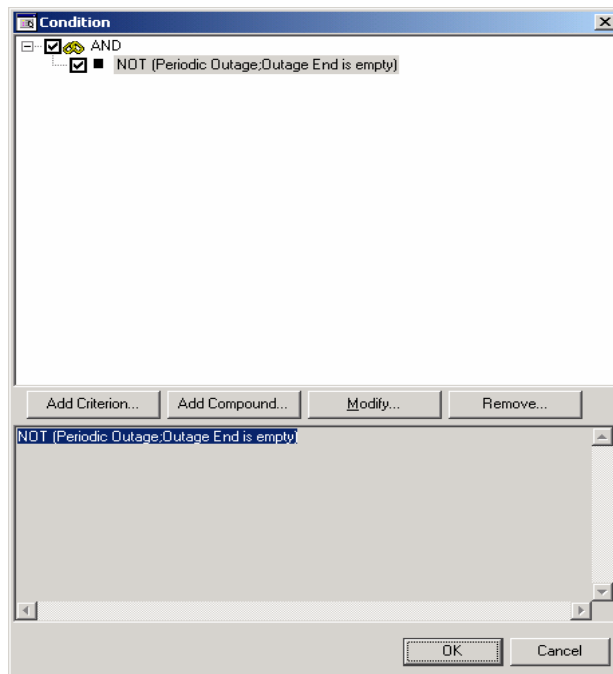 Condition
AND
NOT (Periodic Outage;Outage End is empty)
Add Criterion... Add Compound... Modify... Remove...
NOT (Periodic Outage;Outage End is empty)
OK Cancel